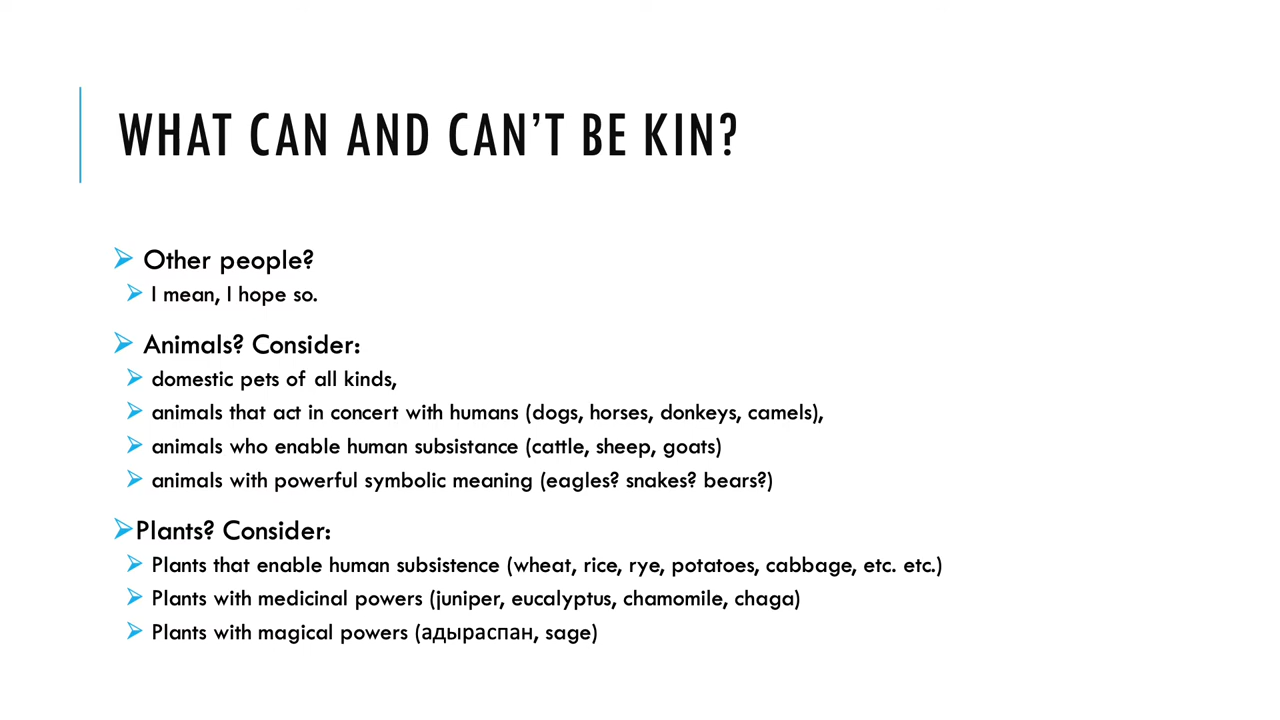 WHAT CAN AND CAN'T BE KIN?
Other people?
I mean, I hope so.
Animals? Consider:
domestic pets of all kinds,
animals that act in concert with humans (dogs, horses, donkeys, camels),
animals who enable human subsistance (cattle, sheep, goats)
animals with powerful symbolic meaning (eagles? snakes? bears?)
Plants? Consider:
Plants that enable human subsistence (wheat, rice, rye, potatoes, cabbage, etc. etc.)
Plants with medicinal powers (juniper, eucalyptus, chamomile, chaga)
Plants with magical powers (адыраспан, sage)